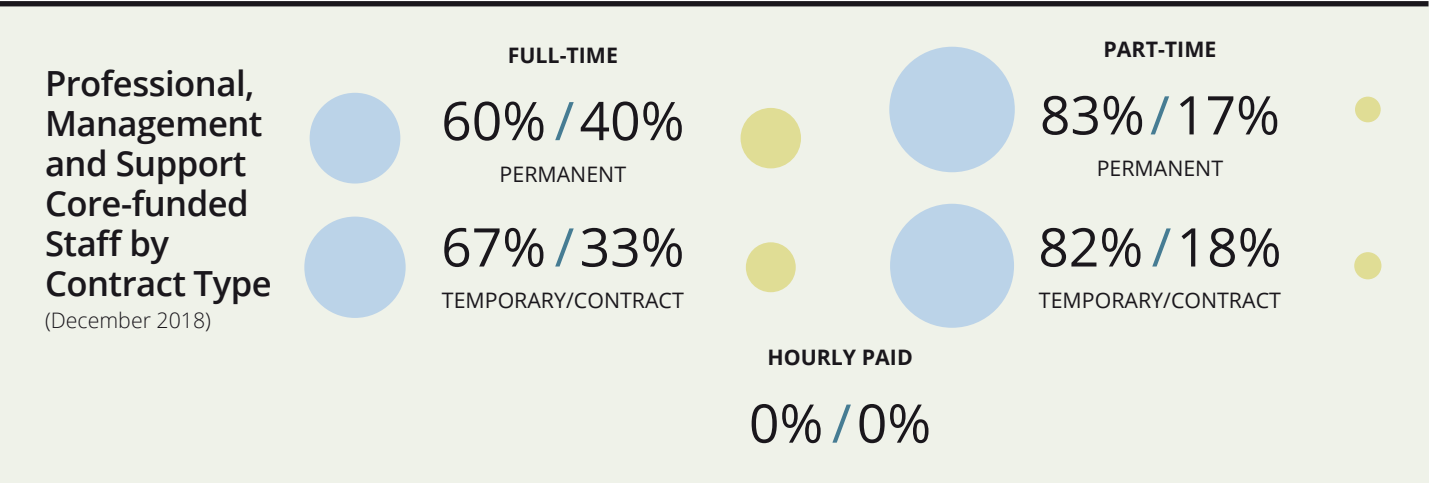 Professional,
Management
and Support
Core-funded
Staff by
Contract Type
(December 2018)
FULL-TIME
60% / 40%
PERMANENT
67% / 33%
TEMPORARY/CONTRACT
PART-TIME
83% / 17%
PERMANENT
82% / 18%
TEMPORARY/CONTRACT
HOURLY PAID
0% / 0%